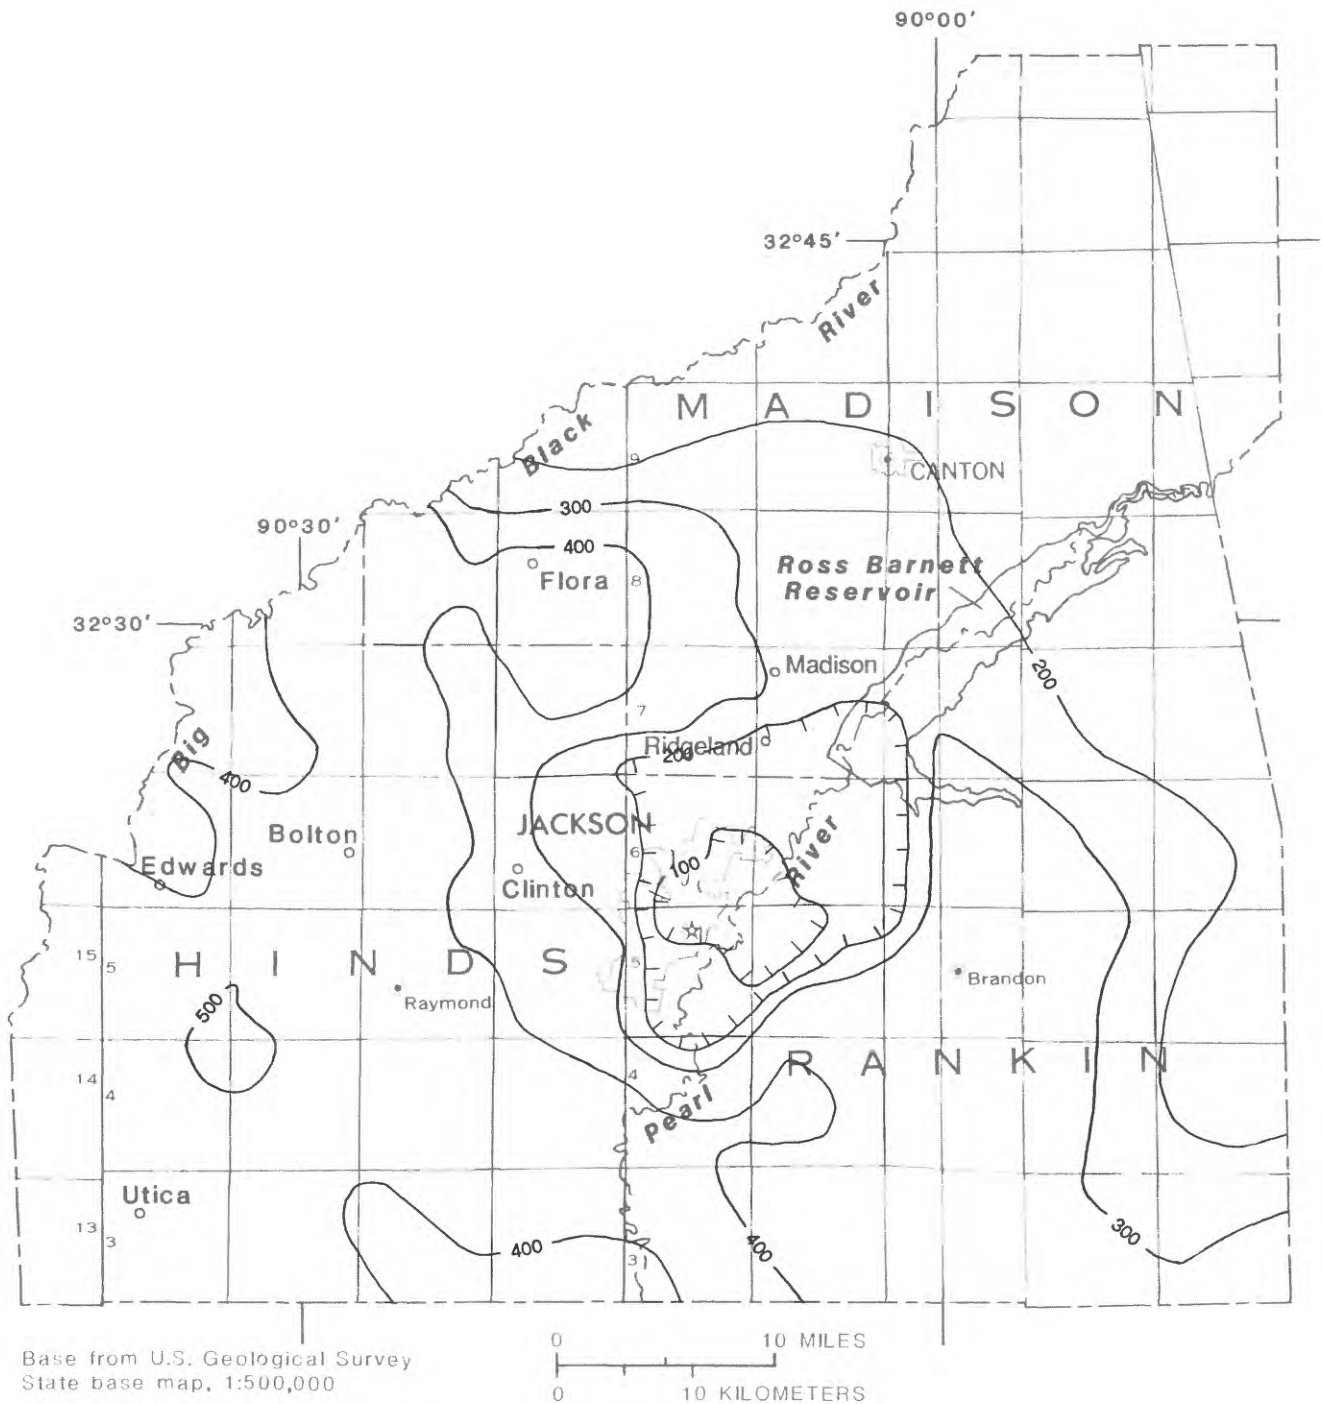 90°00'
32°45'
River
MADISON
Black
9
CANTON
300
90°30'
400
Ross Barnett
Flora
8
Reservoir
32°30'
Madison
200
7
Big
Ridgeland
200
400
JACKSON
Bolton
River
6
100
Edwards
Clinton
15
5
HINDS
5
Brandon
Raymond
500
RANKIN
14
4
4
Pearl
Utica
13
3
400
400
300
3
0 10 MILES
Base from U.S. Geological Survey
State base map, 1:500,000
0 10 KILOMETERS